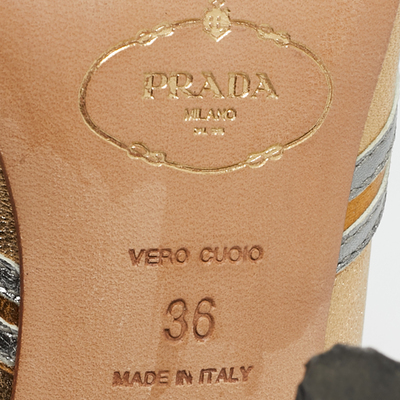 PRADA
MILANO
VERO CUOIO
36
MADE IN ITALY